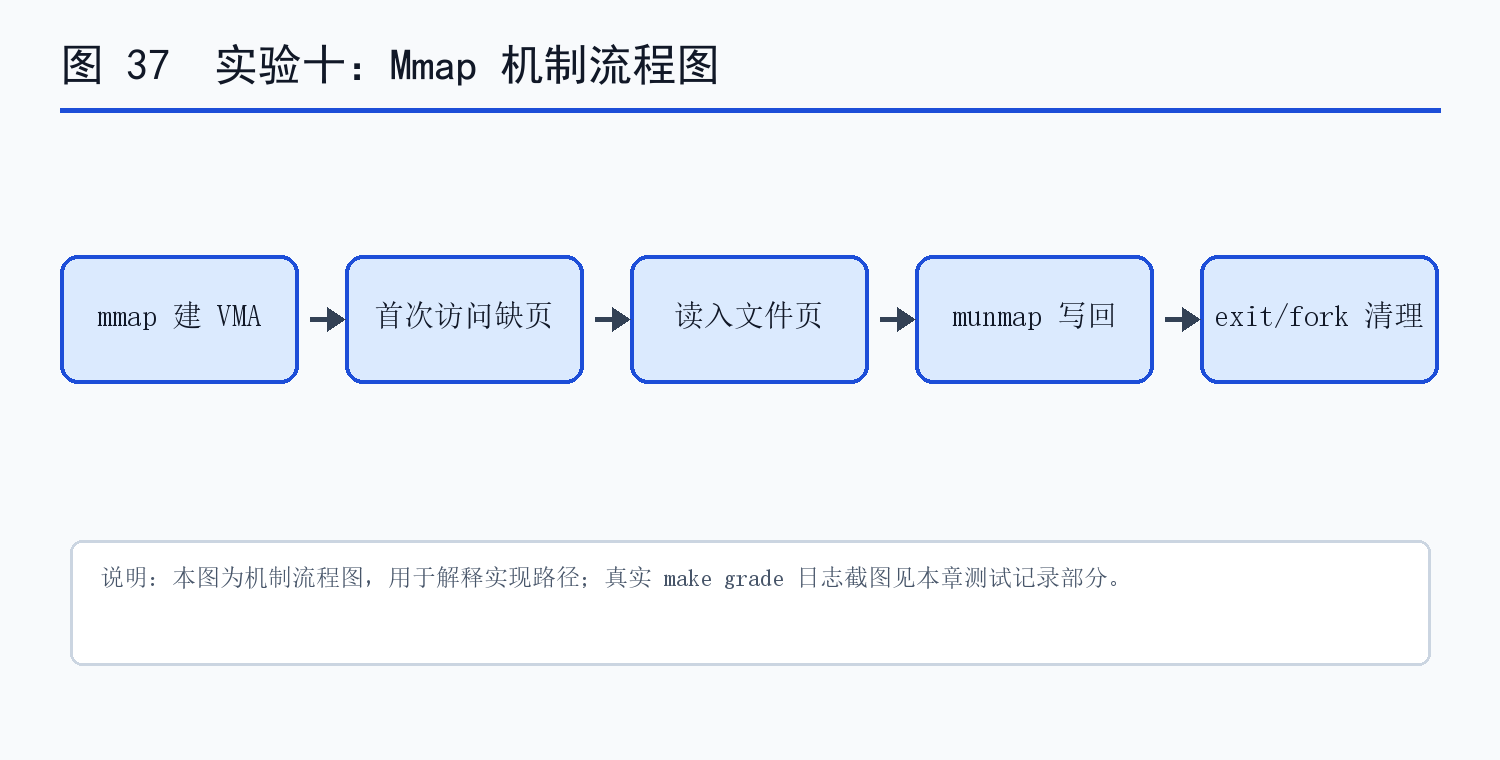 图 37  实验十：Mmap 机制流程图
mmap 建 VMA
首次访问缺页
读入文件页
munmap 写回
exit/fork 清理
说明：本图为机制流程图，用于解释实现路径；真实 make grade 日志截图见本章测试记录部分。